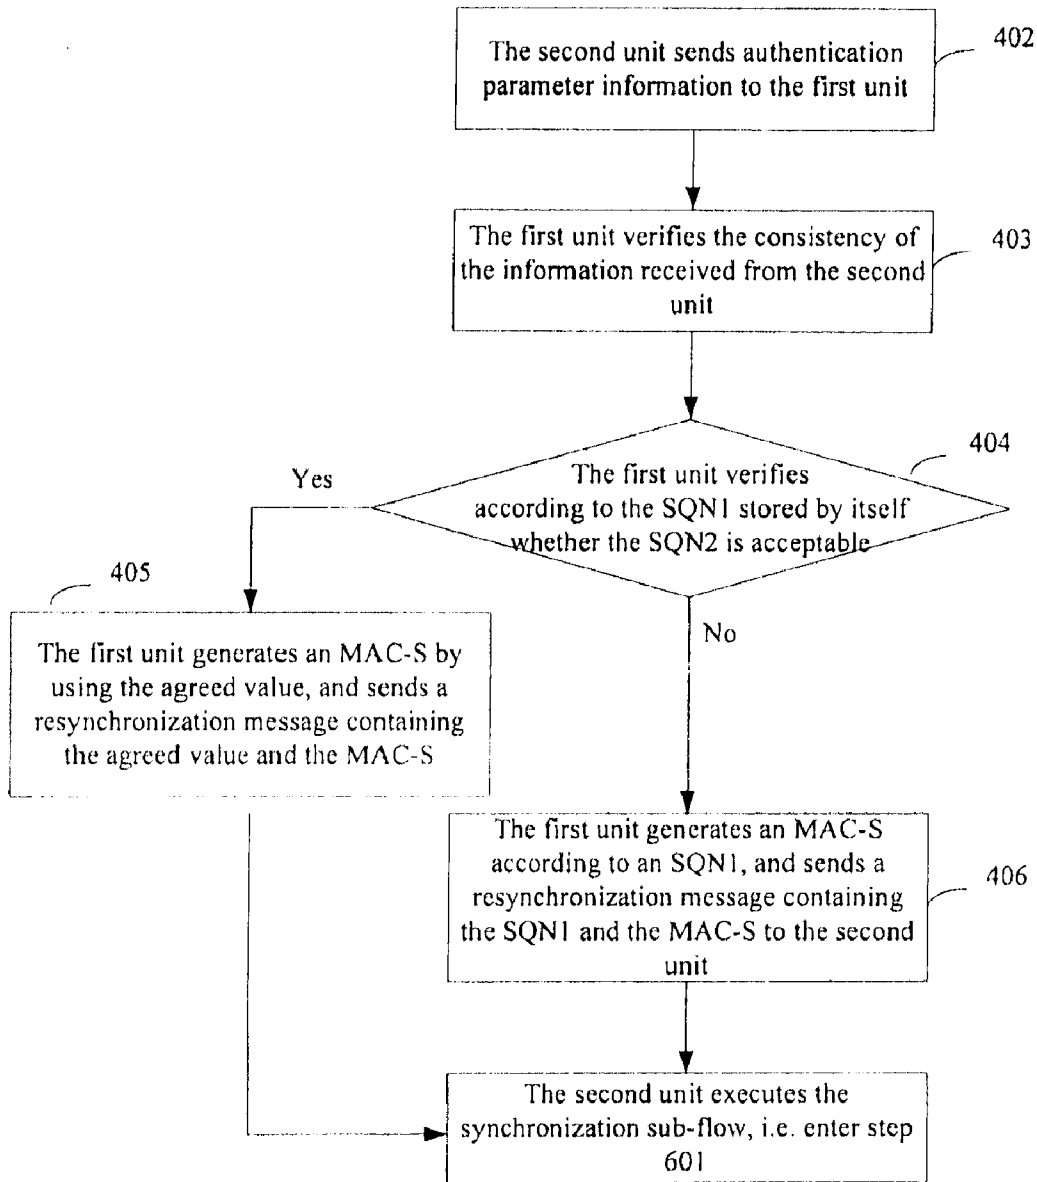 The second unit sends authentication
parameter information to the first unit
402
The first unit verifies the consistency of
the information received from the second
unit
403
The first unit verifies
according to the SQN1 stored by itself
whether the SQN2 is acceptable
404
Yes
No
405
The first unit generates an MAC-S by
using the agreed value, and sends a
resynchronization message containing
the agreed value and the MAC-S
The first unit generates an MAC-S
according to an SQN1, and sends a
resynchronization message containing
the SQN1 and the MAC-S to the second
unit
406
The second unit executes the
synchronization sub-flow, i.e. enter step
601